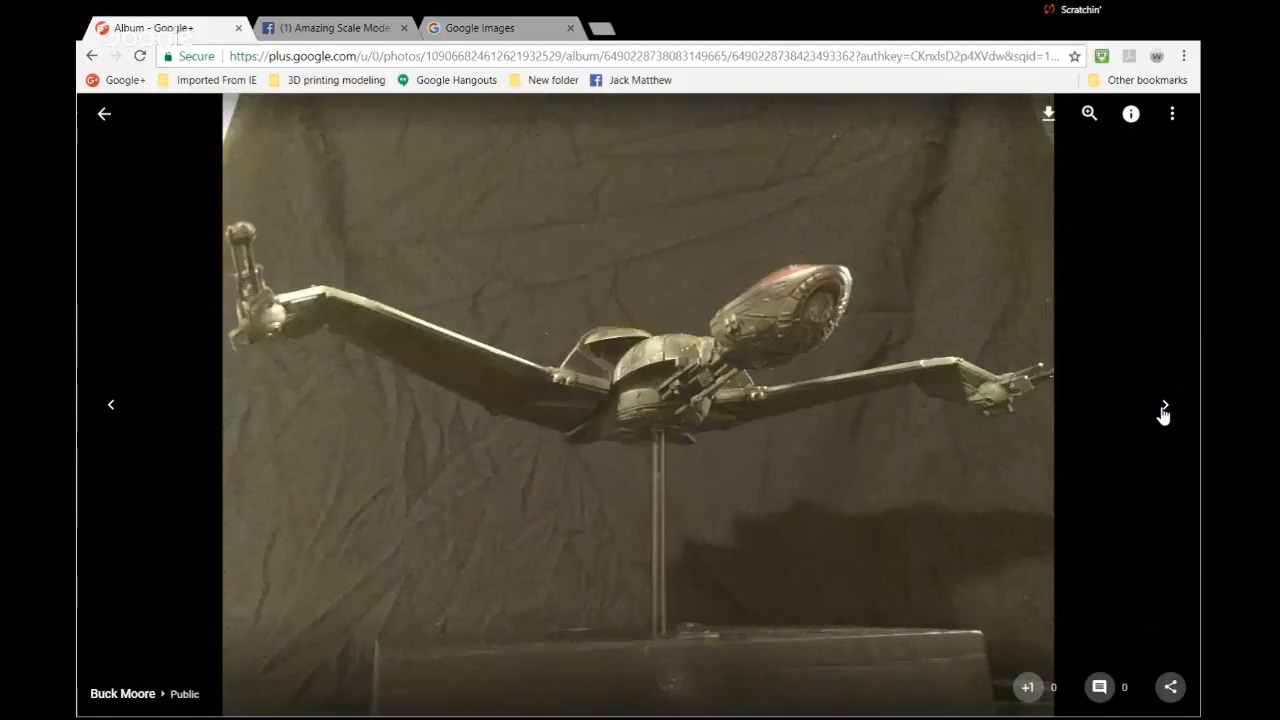 Scratchin'
Album - Google+
(1) Amazing Scale Mode
Google Images
Google
Secure
https://plus.google.com/u/0/photos/109066824612621932529/album/6490228738083149665/6490228738423493362?authkey=CKnxlsD2p4XVdw&sqid=1...
Google+
Imported From IE
3D printing modeling
Google Hangouts
New folder
Jack Matthew
Other bookmarks
Buck Moore
Public
+1 0
0